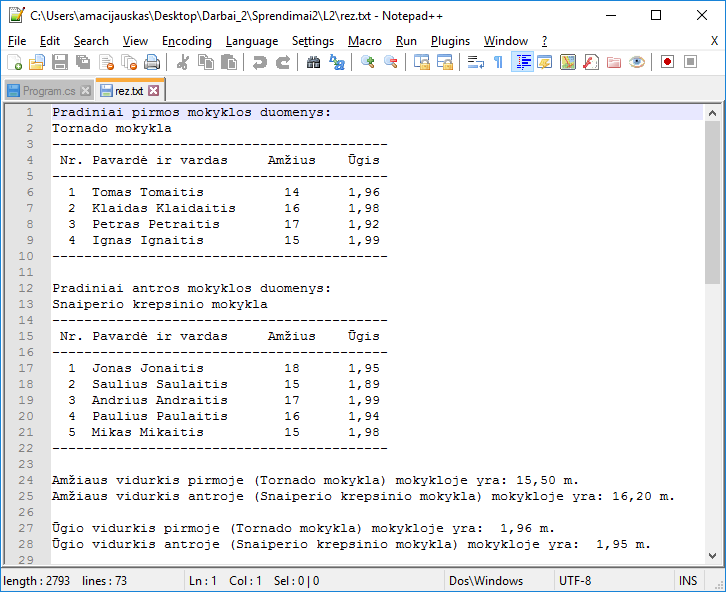 C:\Users\amacijauskas\Desktop\Darbai_2\Sprendimai2\L2\rez.txt - Notepad++
File Edit Search View Encoding Language Settings Macro Run Plugins Window ? X
Program.cs rez.txt
1 Pradiniai pirmos mokyklos duomenys:
2 Tornado mokykla
3 ------------------------------------------
4 Nr. Pavardė ir vardas Amžius Ūgis
5 ------------------------------------------
6 1 Tomas Tomaitis 14 1,96
7 2 Klaidas Klaidaitis 16 1,98
8 3 Petras Petraitis 17 1,92
9 4 Ignas Ignaitis 15 1,99
10 ------------------------------------------
11
12 Pradiniai antros mokyklos duomenys:
13 Snaiperio krepsinio mokykla
14 ------------------------------------------
15 Nr. Pavardė ir vardas Amžius Ūgis
16 ------------------------------------------
17 1 Jonas Jonaitis 18 1,95
18 2 Saulius Saulaitis 15 1,89
19 3 Andrius Andraitis 17 1,99
20 4 Paulius Paulaitis 16 1,94
21 5 Mikas Mikaitis 15 1,98
22 ------------------------------------------
23
24 Amžiaus vidurkis pirmoje (Tornado mokykla) mokykloje yra: 15,50 m.
25 Amžiaus vidurkis antroje (Snaiperio krepsinio mokykla) mokykloje yra: 16,20 m.
26
27 Ūgio vidurkis pirmoje (Tornado mokykla) mokykloje yra: 1,96 m.
28 Ūgio vidurkis antroje (Snaiperio krepsinio mokykla) mokykloje yra: 1,95 m.
29
length : 2793 lines : 73 Ln : 1 Col : 1 Sel : 0 | 0 Dos\Windows UTF-8 INS